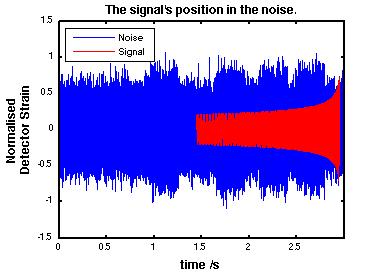 The signal's position in the noise.
1.5
1
0.5
0
-0.5
-1
-1.5
Normalised
Detector Strain
Noise
Signal
0 0.5 1 1.5 2 2.5
time /s